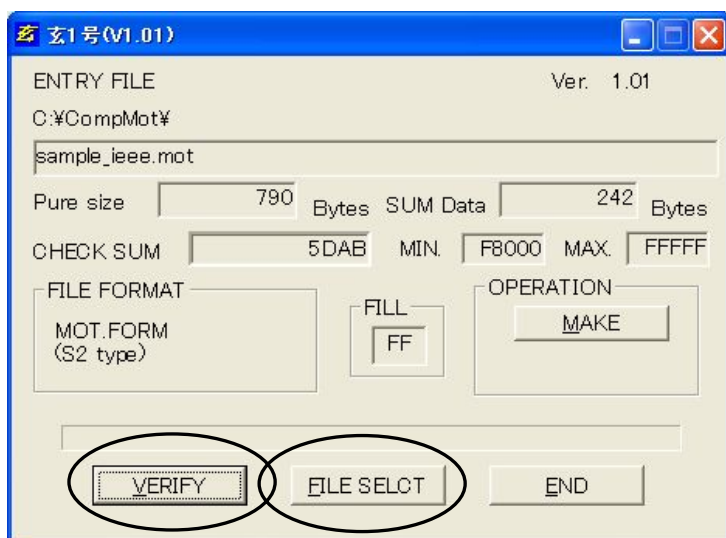 玄 玄1号(V1.01)
ENTRY FILE Ver. 1.01
C:¥CompMot¥
sample_ieee.mot
Pure size 790 Bytes SUM Data 242 Bytes
CHECK SUM 5DAB MIN. F8000 MAX. FFFFF
FILE FORMAT
MOT.FORM
(S2 type)
FILL
FF
OPERATION
MAKE
VERIFY FILE SELCT END